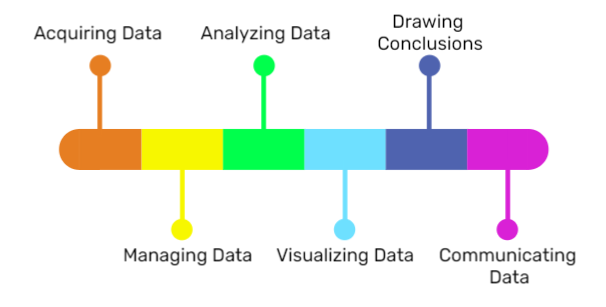 Acquiring Data
Analyzing Data
Drawing
Conclusions
Managing Data
Visualizing Data
Communicating
Data